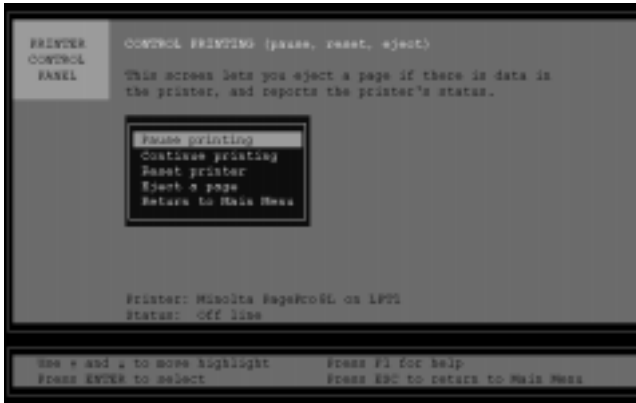 PRINTER
CONTROL
PANEL
CONTROL PRINTING (pause, reset, eject)
This screen lets you eject a page if there is data in
the printer, and reports the printer's status.
Pause printing
Continue printing
Reset printer
Eject a page
Return to Main Menu
Printer: Minolta PagePro6L on LPT1
Status: Off line
Use and to move highlight
Press F1 for help
Press ENTER to select
Press ESC to return to Main Menu